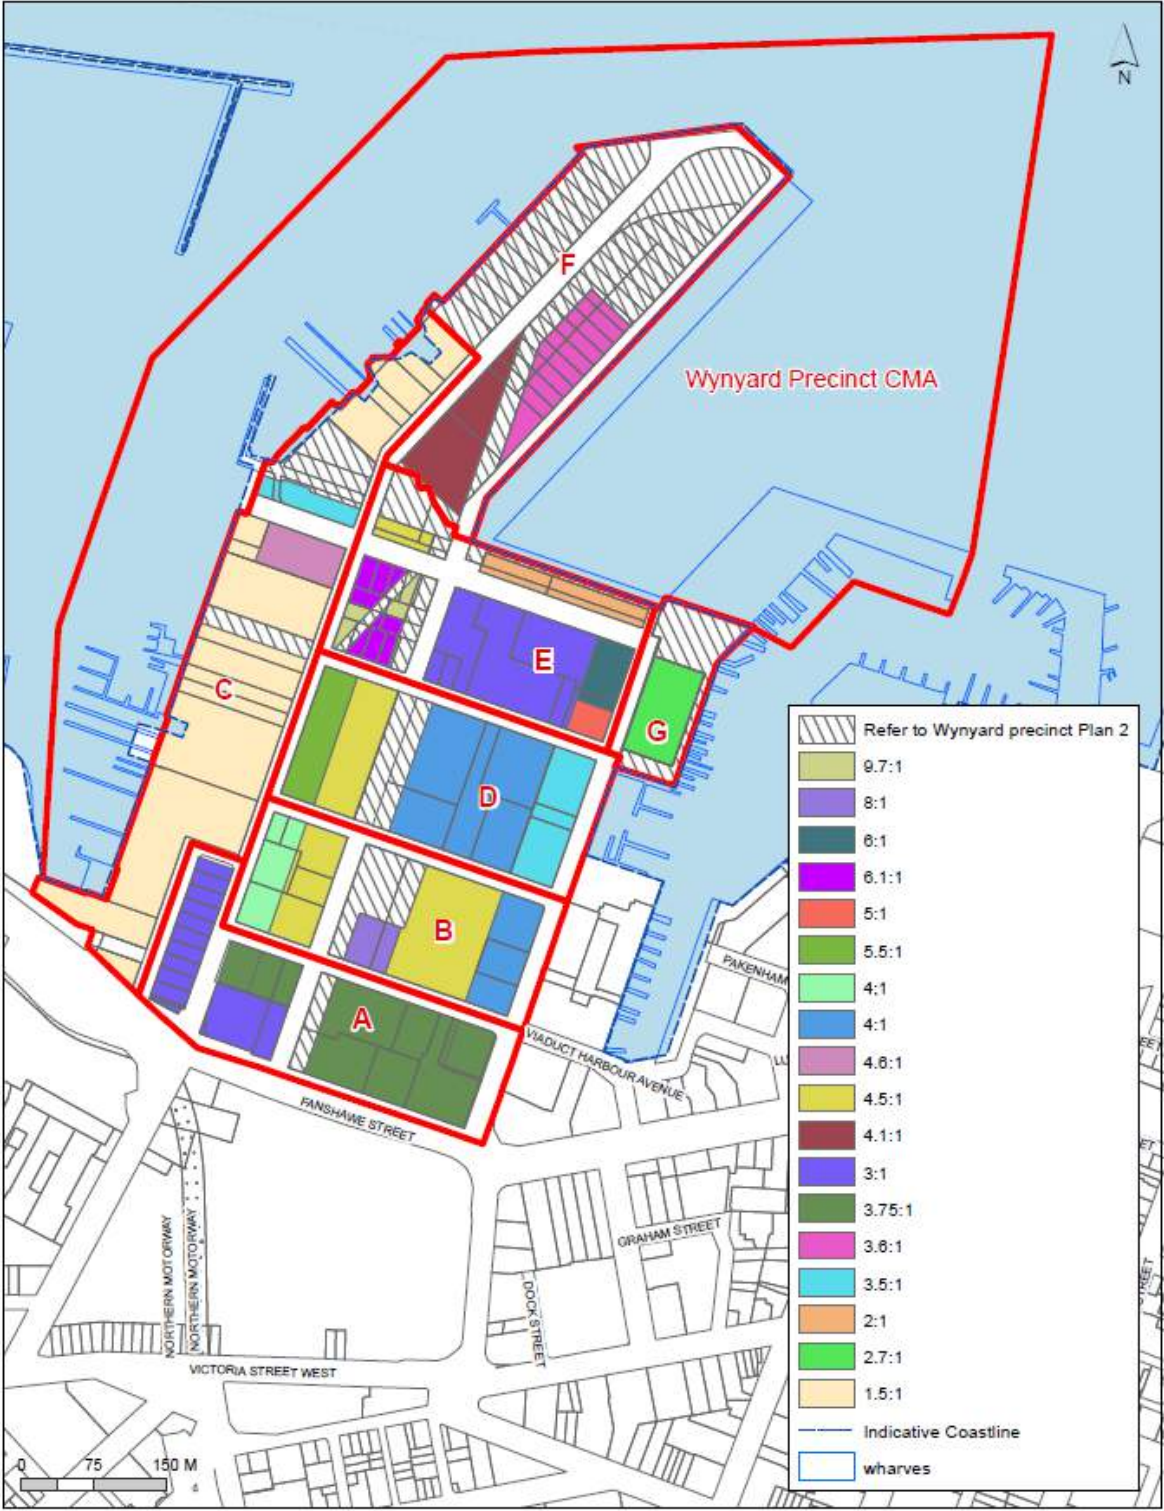 N
F
Wynyard Precinct CMA
E
C
G
D
B
A
PAKENHAM
VIADUCT HARBOUR AVENUE
FANSHAWE STREET
GRAHAM STREET
DOCK STREET
NORTHERN MOTORWAY
NORTHERN MOTORWAY
VICTORIA STREET WEST
STREET
0 75 150 M
Refer to Wynyard precinct Plan 2
9.7:1
8:1
6:1
6.1:1
5:1
5.5:1
4:1
4:1
4.6:1
4.5:1
4.1:1
3:1
3.75:1
3.6:1
3.5:1
2:1
2.7:1
1.5:1
Indicative Coastline
wharves